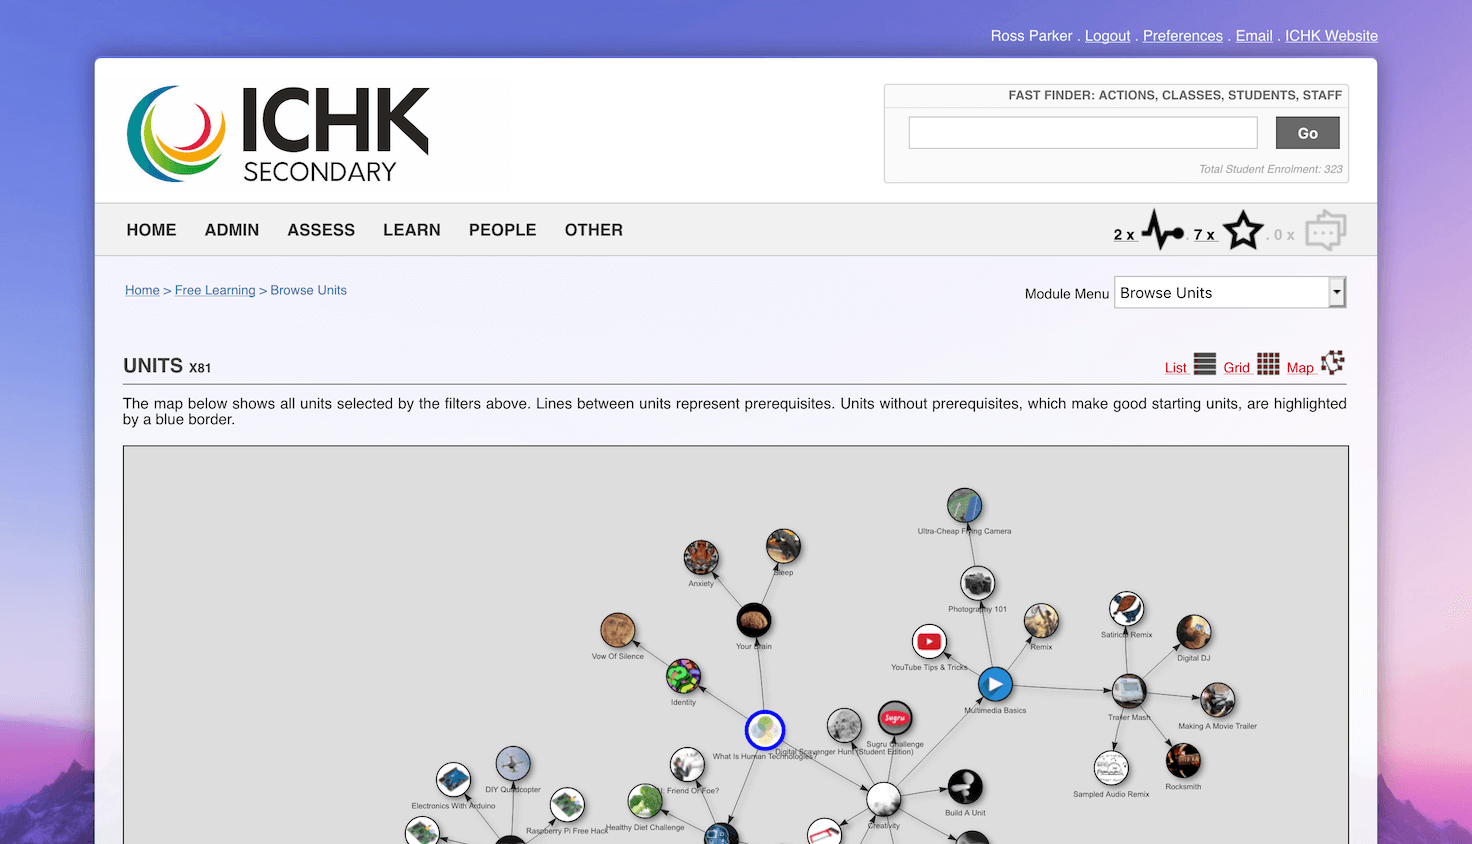 Ross Parker . Logout . Preferences . Email . ICHK Website
ICHK
SECONDARY
FAST FINDER: ACTIONS, CLASSES, STUDENTS, STAFF
Go
Total Student Enrolment: 323
HOME ADMIN ASSESS LEARN PEOPLE OTHER
2 x . 7 x . 0 x
Home > Free Learning > Browse Units
Module Menu Browse Units
UNITS X81
List Grid Map
The map below shows all units selected by the filters above. Lines between units represent prerequisites. Units without prerequisites, which make good starting units, are highlighted
by a blue border.
Ultra-Cheap Flying Camera
Sleep
Anxiety
Photography 101
Satirical Remix
Your Brain
Remix
Vow Of Silence
Digital DJ
YouTube Tips & Tricks
Identity
Multimedia Basics
Trailer Mash
Making A Movie Trailer
Sugru
Sugru Challenge
Digital Scavenger Hunt (Student Edition)
What Is Human Technologies?
DIY Quadcopter
: Friend Or Foe?
Rocksmith
Sampled Audio Remix
Electronics With Arduino
Build A Unit
Creativity
Healthy Diet Challenge
Raspberry Pi Free Hack